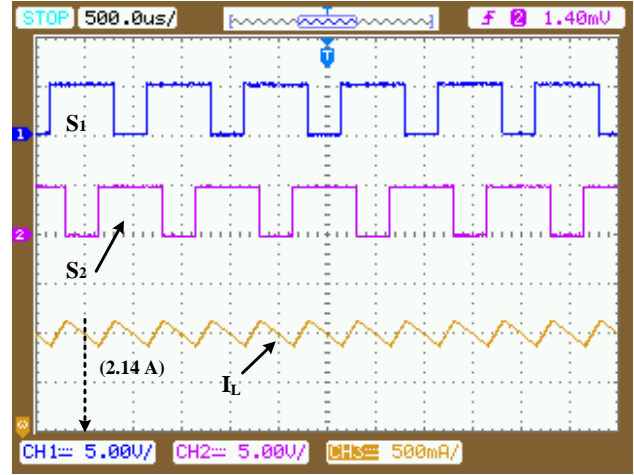 STOP 500.0us/ T ƒ 2 1.40mV
T
1 S1
2
S2
(2.14 A)
IL
CH1 5.00V/ CH2 5.00V/ CH3 500mA/